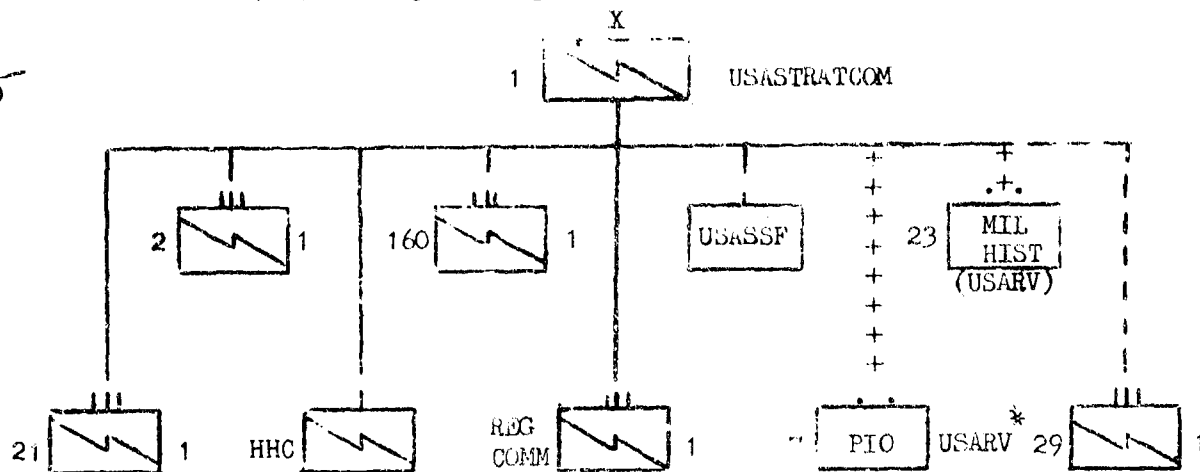 X
1 USASTRATCOM
2 1 160 1 USASSF 23 MIL HIST (USARV)
21 1 HHC REG COMM 1 PIO USARV * 29 1